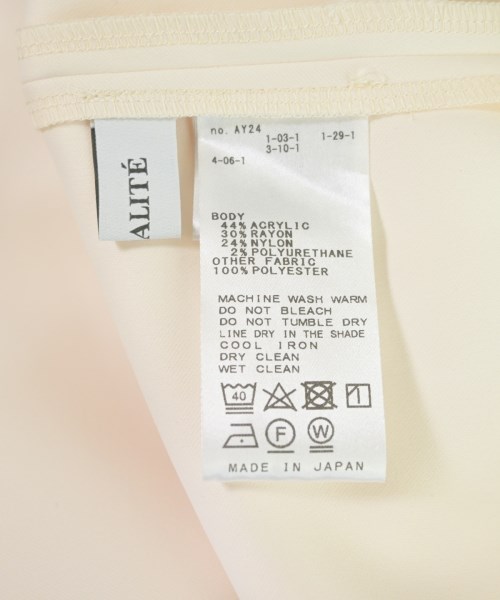 ALITÉ
no. AY24
1-03-1 1-29-1
3-10-1
4-06-1
BODY
44% ACRYLIC
30% RAYON
24% NYLON
2% POLYURETHANE
OTHER FABRIC
100% POLYESTER
MACHINE WASH WARM
DO NOT BLEACH
DO NOT TUMBLE DRY
LINE DRY IN THE SHADE
COOL IRON
DRY CLEAN
WET CLEAN
40
F W
MADE IN JAPAN